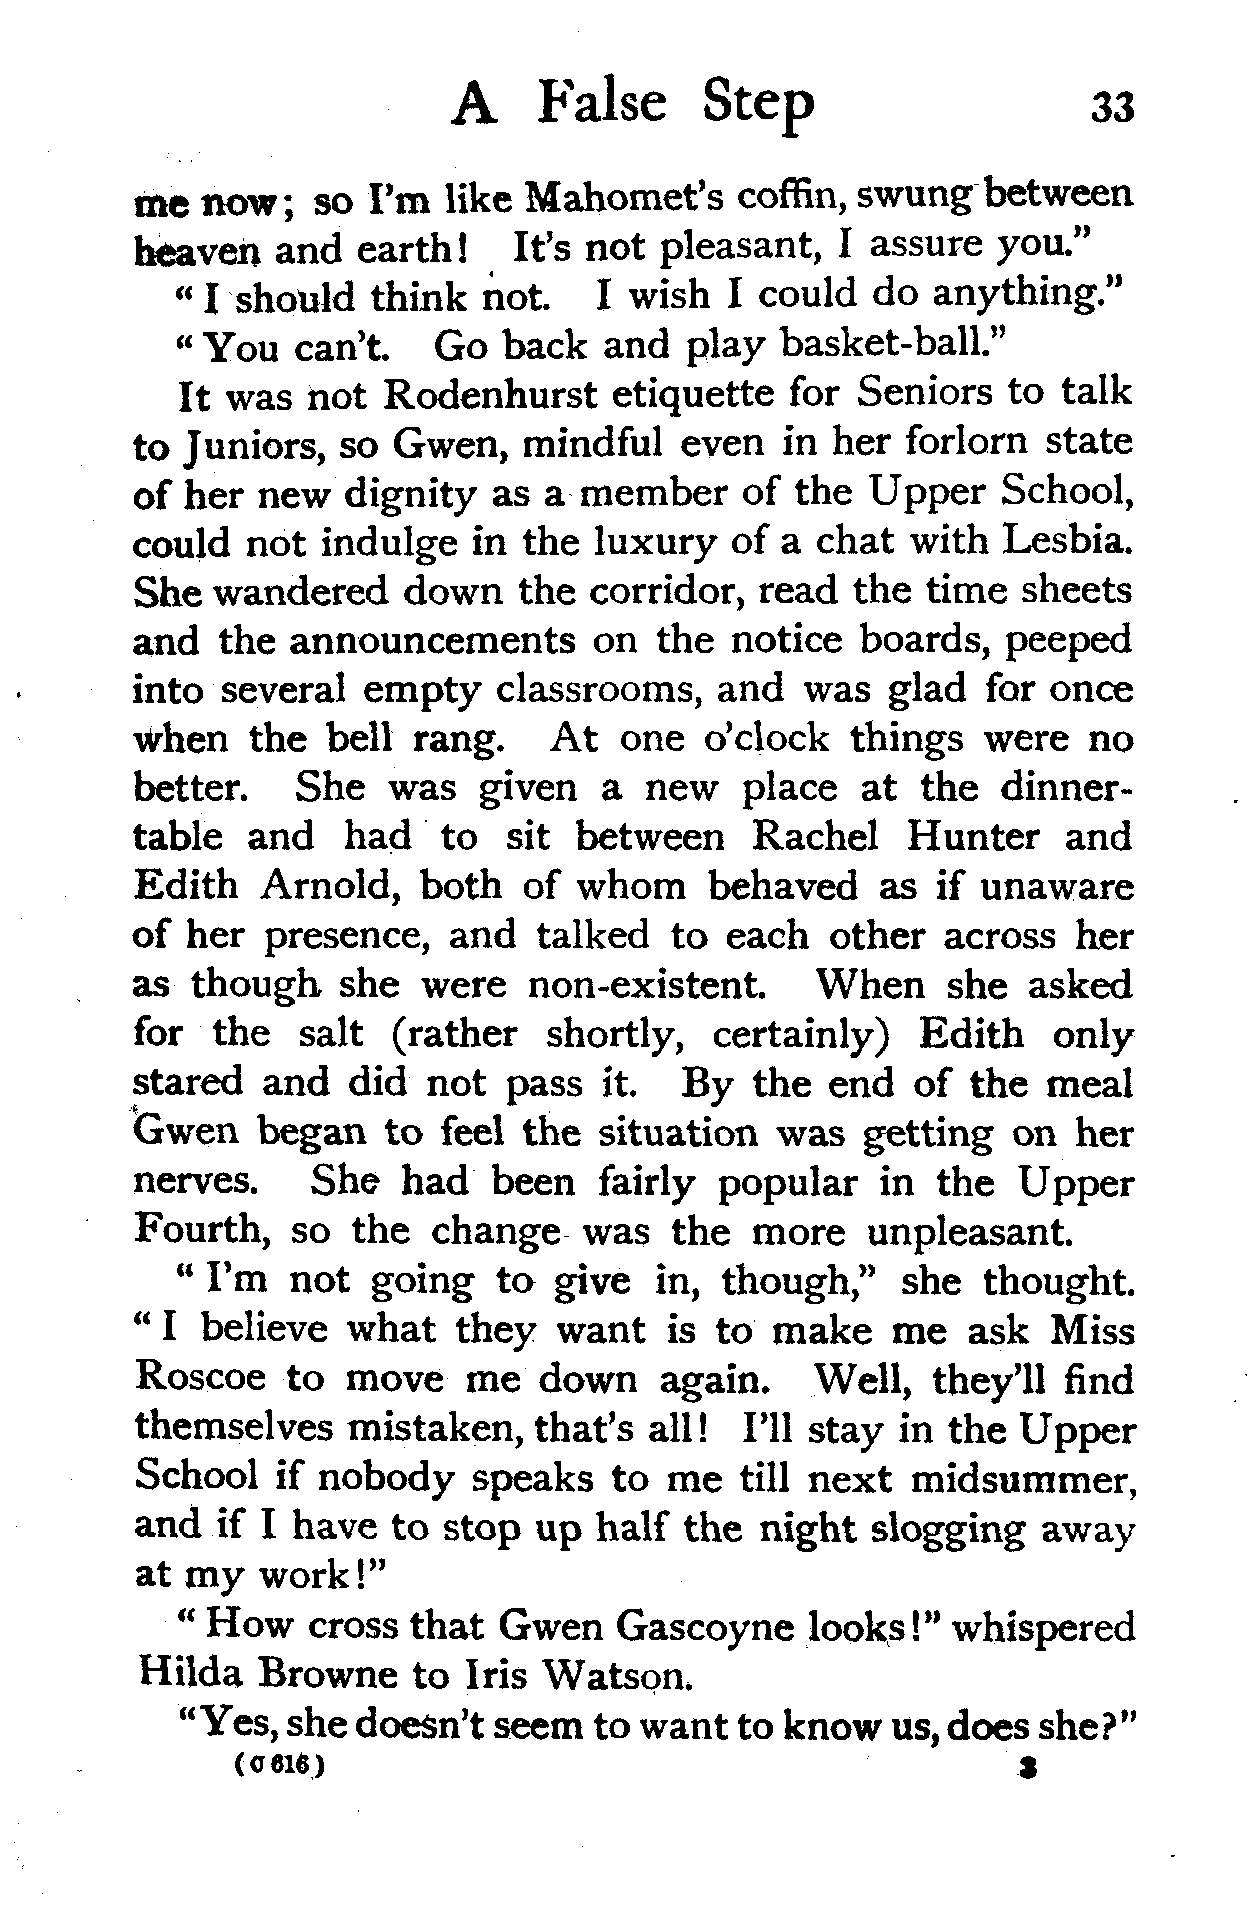 A False Step 33
me now; so I'm like Mahomet's coffin, swung between
heaven and earth! It's not pleasant, I assure you."
"I should think not. I wish I could do anything."
"You can't. Go back and play basket-ball."
It was not Rodenhurst etiquette for Seniors to talk
to Juniors, so Gwen, mindful even in her forlorn state
of her new dignity as a member of the Upper School,
could not indulge in the luxury of a chat with Lesbia.
She wandered down the corridor, read the time sheets
and the announcements on the notice boards, peeped
into several empty classrooms, and was glad for once
when the bell rang. At one o'clock things were no
better. She was given a new place at the dinner-
table and had to sit between Rachel Hunter and
Edith Arnold, both of whom behaved as if unaware
of her presence, and talked to each other across her
as though she were non-existent. When she asked
for the salt (rather shortly, certainly) Edith only
stared and did not pass it. By the end of the meal
Gwen began to feel the situation was getting on her
nerves. She had been fairly popular in the Upper
Fourth, so the change was the more unpleasant.
"I'm not going to give in, though," she thought.
"I believe what they want is to make me ask Miss
Roscoe to move me down again. Well, they'll find
themselves mistaken, that's all! I'll stay in the Upper
School if nobody speaks to me till next midsummer,
and if I have to stop up half the night slogging away
at my work!"
"How cross that Gwen Gascoyne looks!" whispered
Hilda Browne to Iris Watson.
"Yes, she doesn't seem to want to know us, does she?"
(C 616) 3